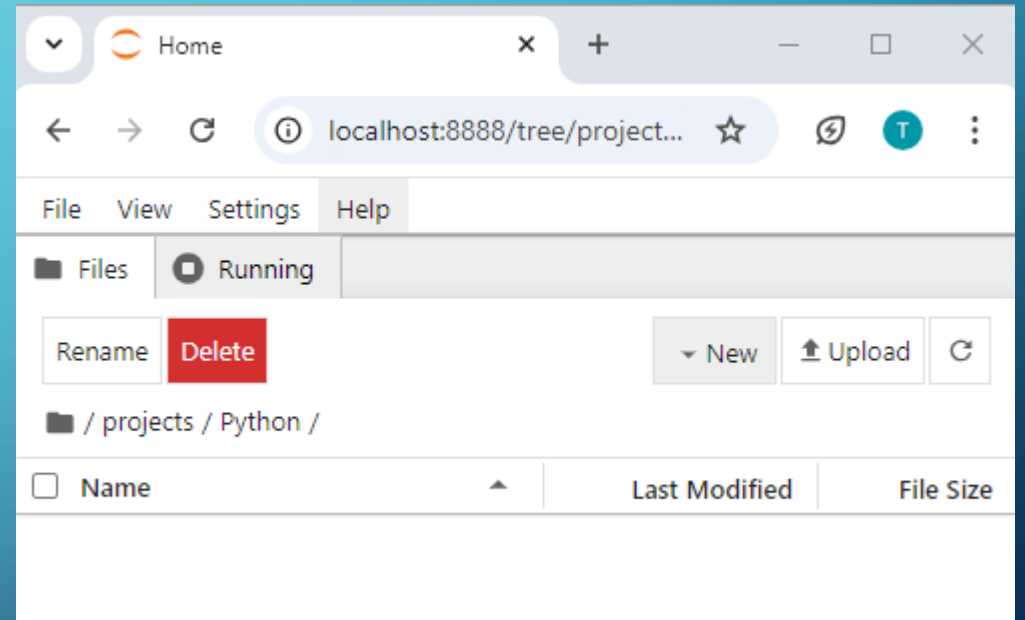 Home
localhost:8888/tree/project...
T
File View Settings Help
Files Running
Rename Delete New Upload
/ projects / Python /
Name Last Modified File Size